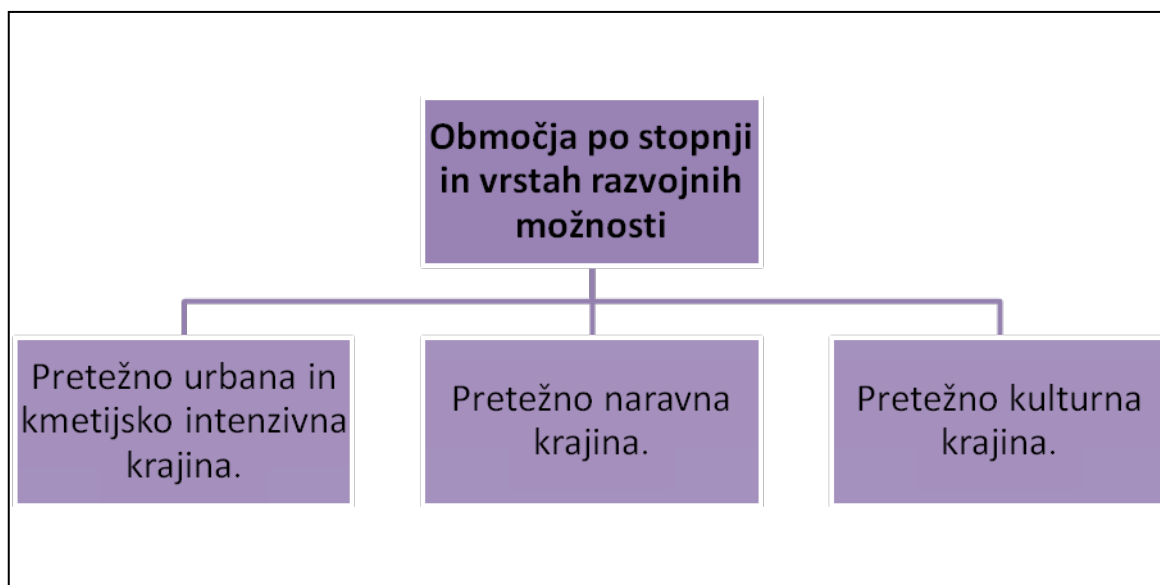 Območja po stopnji
in vrstah razvojnih
možnosti
Pretežno urbana in
kmetijsko intenzivna
krajina.
Pretežno naravna
krajina.
Pretežno kulturna
krajina.